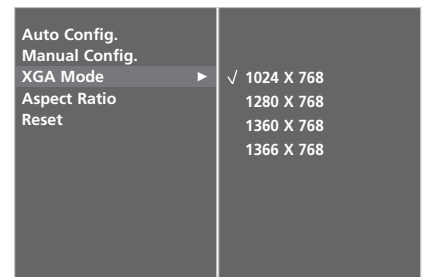 Auto Config.
Manual Config.
XGA Mode ►
Aspect Ratio
Reset
√ 1024 X 768
1280 X 768
1360 X 768
1366 X 768